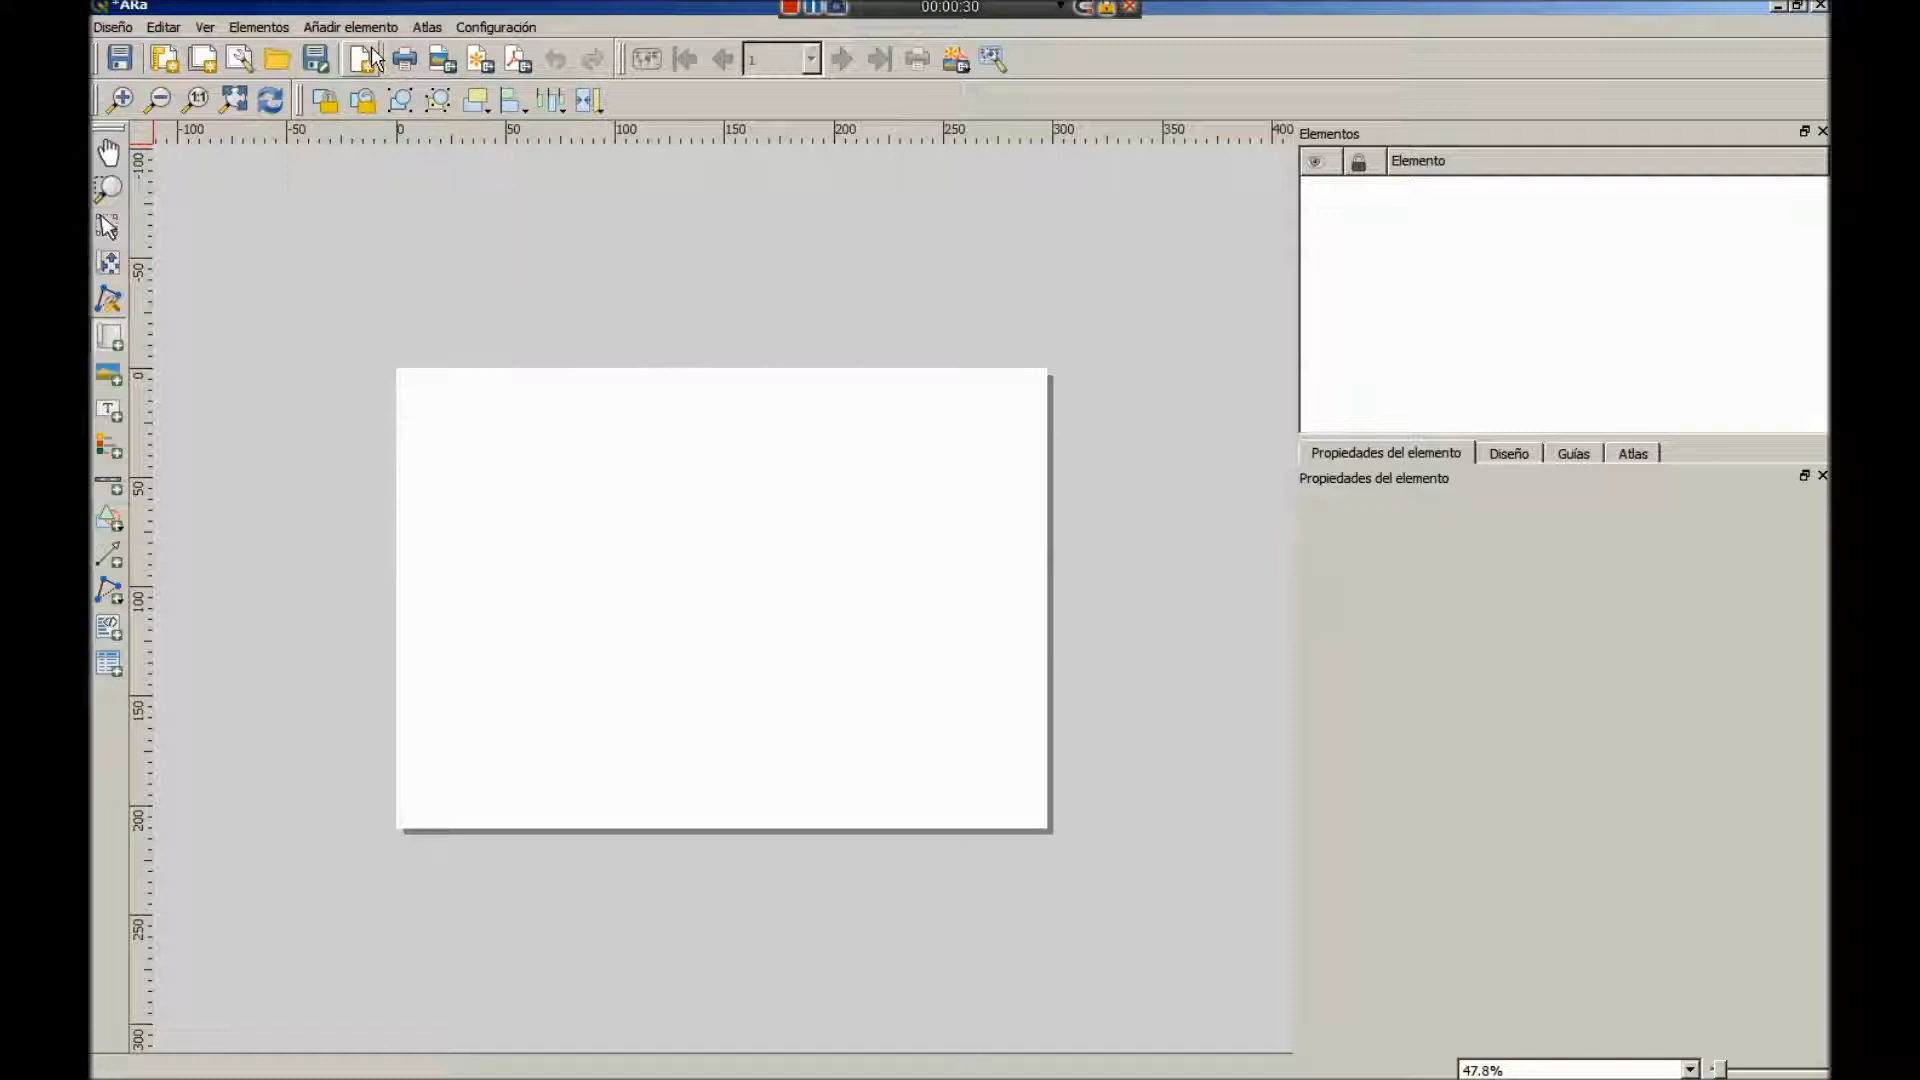 *ARa
00:00:30
Diseño Editar Ver Elementos Añadir elemento Atlas Configuración
1
1:1
-100 -50 0 50 100 150 200 250 300 350 400
-100
-50
0
50
100
150
200
250
300
Elementos
Elemento
Propiedades del elemento Diseño Guías Atlas
Propiedades del elemento
T
47.8%